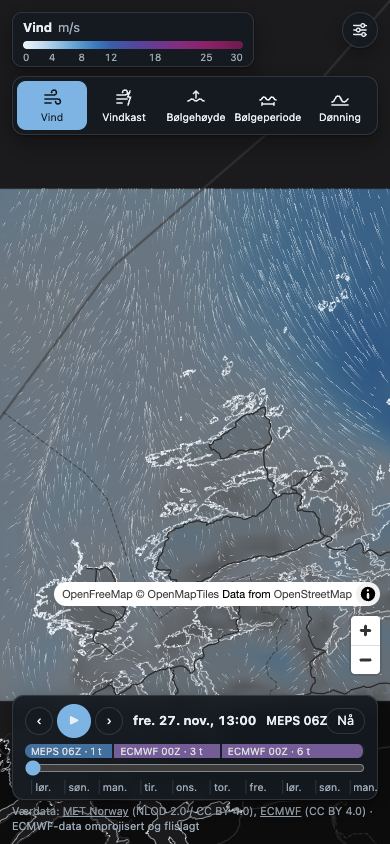 Vind m/s
0 4 8 12 18 25 30
Vind Vindkast Bølgehøyde Bølgeperiode Dønning
OpenFreeMap © OpenMapTiles Data from OpenStreetMap
fre. 27. nov., 13:00 MEPS 06Z Nå
MEPS 06Z · 1 t ECMWF 00Z · 3 t ECMWF 00Z · 6 t
lør. søn. man. tir. ons. tor. fre. lør. søn. man.
Værdata: MET Norway (NLOD 2.0 / CC BY 4.0), ECMWF (CC BY 4.0) ·
ECMWF-data omprojisert og flislagt